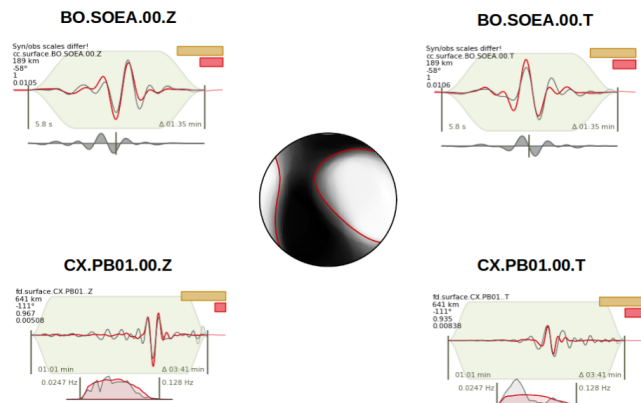 BO.SOEA.00.Z
Syn/obs scales differ!
cc.surface.BO.SOEA.00.Z
189 km
-58°
1
0.0105
5.8 s
Δ 01:35 min
BO.SOEA.00.T
Syn/obs scales differ!
cc.surface.BO.SOEA.00.T
189 km
-58°
1
0.0106
5.8 s
Δ 01:35 min
CX.PB01.00.Z
fd.surface.CX.PB01..Z
641 km
-111°
0.967
0.00508
01:01 min
Δ 03:41 min
0.0247 Hz
0.128 Hz
CX.PB01.00.T
fd.surface.CX.PB01..T
641 km
-111°
0.935
0.00838
01:01 min
Δ 03:41 min
0.0247 Hz
0.128 Hz